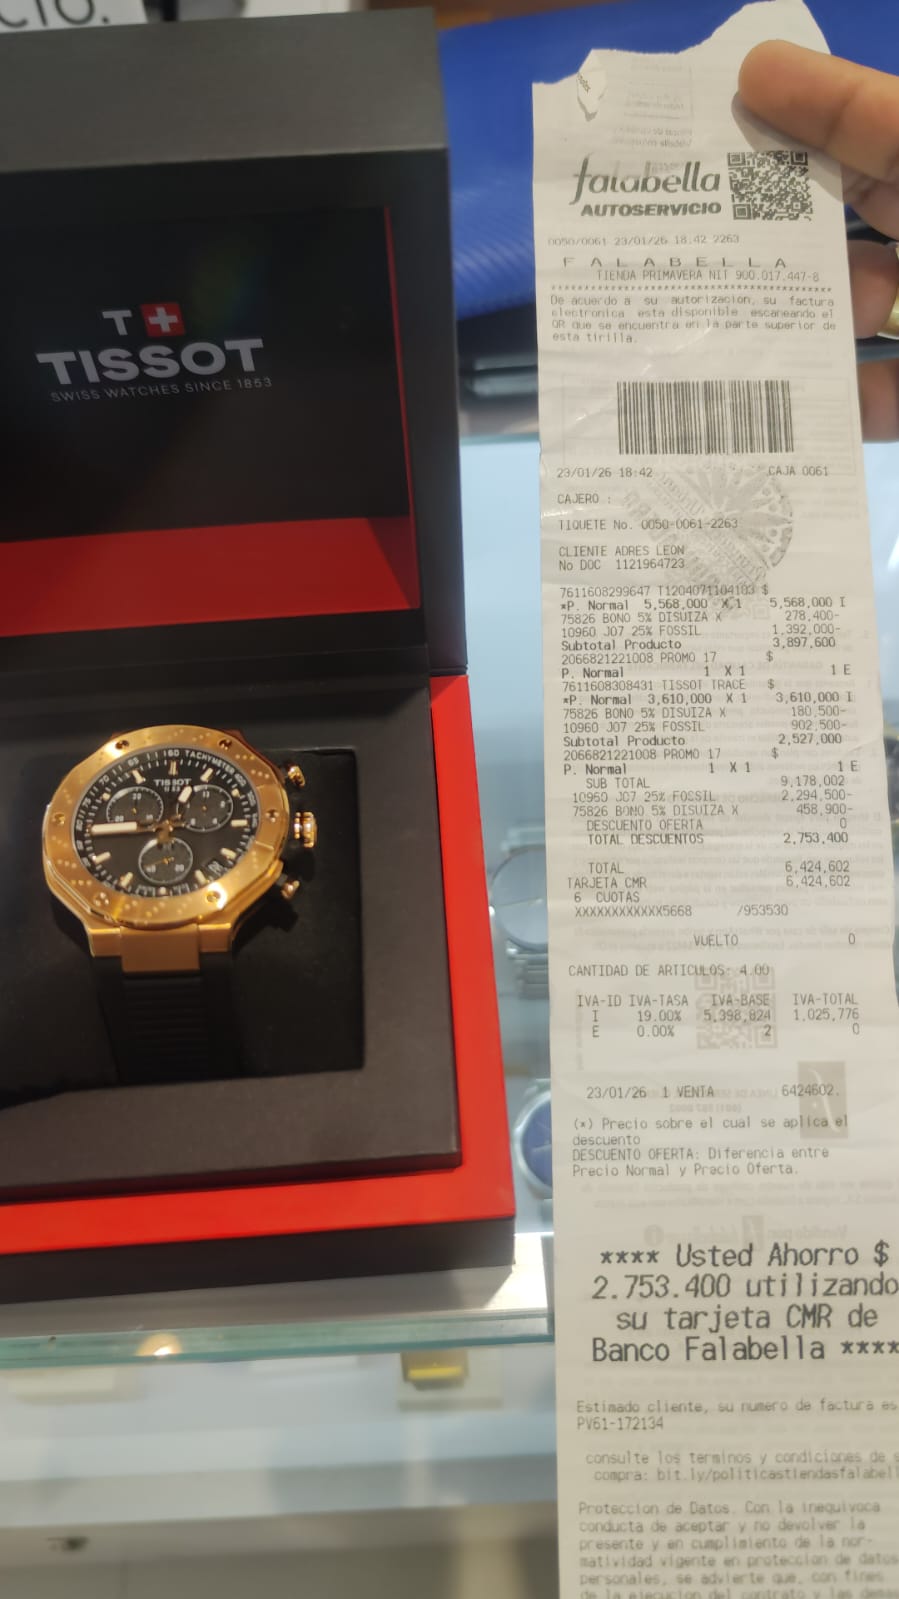 CIO.
T+
TISSOT
SWISS WATCHES SINCE 1853
TACHYMETER
TISSOT
1853
falabella
AUTOSERVICIO
0050/0061 23/01/26 18:42 2263
F A L A B E L L A
TIENDA PRIMAVERA NIT 900.017.447-8
De acuerdo a su autorizacion, su factura
electronica esta disponible escaneando el
QR que se encuentra en la parte superior de
esta tirilla.
23/01/26 18:42 CAJA 0061
CAJERO :
TIQUETE No. 0050-0061-2263
CLIENTE ADRES LEON
No DOC 1121964723
7611608299647 T1204071104103 $
*P. Normal 5,568,000 X 1 5,568,000 I
75826 BONO 5% DISUIZA X 278,400-
10960 J07 25% FOSSIL 1,392,000-
Subtotal Producto 3,897,600
2066821221008 PROMO 17 $
P. Normal 1 X 1 1 E
7611608308431 TISSOT TRACE $
*P. Normal 3,610,000 X 1 3,610,000 I
75826 BONO 5% DISUIZA X 180,500-
10960 J07 25% FOSSIL 902,500-
Subtotal Producto 2,527,000
2066821221008 PROMO 17 $
P. Normal 1 X 1 1 E
SUB TOTAL 9,178,002
10960 J07 25% FOSSIL 2,294,500-
75826 BONO 5% DISUIZA X 458,900-
DESCUENTO OFERTA 0
TOTAL DESCUENTOS 2,753,400
TOTAL 6,424,602
TARJETA CMR 6,424,602
6 CUOTAS
XXXXXXXXXXXX5668 /953530
VUELTO 0
CANTIDAD DE ARTICULOS- 4.00
IVA-ID IVA-TASA IVA-BASE IVA-TOTAL
I 19.00% 5,398,824 1,025,776
E 0.00% 2 0
23/01/26 1 VENTA 6424602.
(*) Precio sobre el cual se aplica el
descuento
DESCUENTO OFERTA: Diferencia entre
Precio Normal y Precio Oferta.
**** Usted Ahorro $
2.753.400 utilizando
su tarjeta CMR de
Banco Falabella ****
Estimado cliente, su numero de factura es
PV61-172134
consulte los terminos y condiciones de s
compra: bit.ly/politicastiendasfalabell
Proteccion de Datos. Con la inequivoca
conducta de aceptar y no devolver la
presente y en cumplimiento de la nor-
matividad vigente en proteccion de datos
personales, se advierte que, con fines
de la ejecucion del contrato y las demas